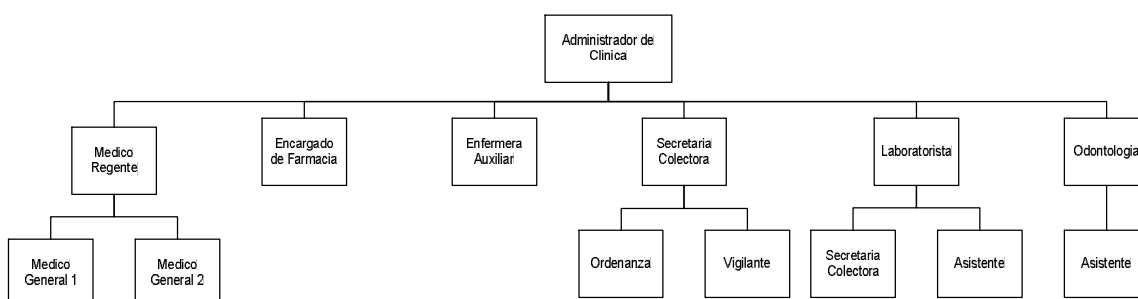 Administrador de
Clinica
Medico
Regente
Encargado
de Farmacia
Enfermera
Auxiliar
Secretaria
Colectora
Laboratorista
Odontologia
Medico
General 1
Medico
General 2
Ordenanza
Vigilante
Secretaria
Colectora
Asistente
Asistente